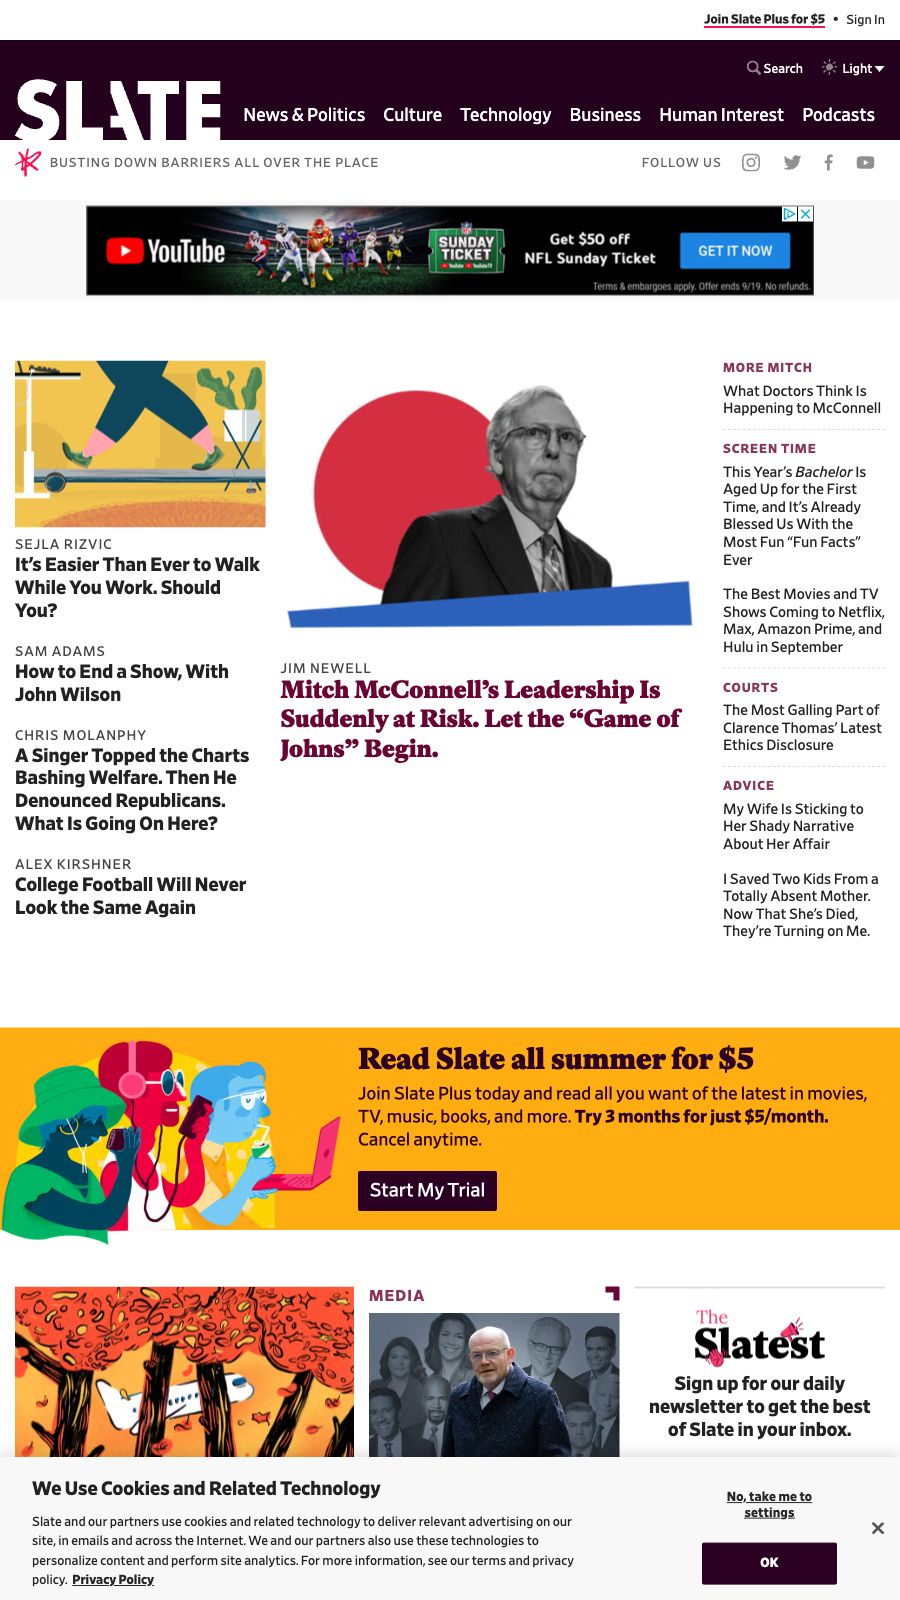 Join Slate Plus for $5 • Sign In
Search Light
SLATE
News & Politics Culture Technology Business Human Interest Podcasts
BUSTING DOWN BARRIERS ALL OVER THE PLACE
FOLLOW US
YouTube
SUNDAY
TICKET
Get $50 off
NFL Sunday Ticket
GET IT NOW
Terms & embargoes apply. Offer ends 9/19. No refunds.
SEJLA RIZVIC
It's Easier Than Ever to Walk
While You Work. Should
You?
SAM ADAMS
How to End a Show, With
John Wilson
CHRIS MOLANPHY
A Singer Topped the Charts
Bashing Welfare. Then He
Denounced Republicans.
What Is Going On Here?
ALEX KIRSHNER
College Football Will Never
Look the Same Again
JIM NEWELL
Mitch McConnell's Leadership Is
Suddenly at Risk. Let the “Game of
Johns” Begin.
MORE MITCH
What Doctors Think Is
Happening to McConnell
SCREEN TIME
This Year's Bachelor Is
Aged Up for the First
Time, and It's Already
Blessed Us With the
Most Fun “Fun Facts”
Ever
The Best Movies and TV
Shows Coming to Netflix,
Max, Amazon Prime, and
Hulu in September
COURTS
The Most Galling Part of
Clarence Thomas' Latest
Ethics Disclosure
ADVICE
My Wife Is Sticking to
Her Shady Narrative
About Her Affair
I Saved Two Kids From a
Totally Absent Mother.
Now That She's Died,
They're Turning on Me.
Read Slate all summer for $5
Join Slate Plus today and read all you want of the latest in movies,
TV, music, books, and more. Try 3 months for just $5/month.
Cancel anytime.
Start My Trial
MEDIA
The
Slatest
Sign up for our daily
newsletter to get the best
of Slate in your inbox.
We Use Cookies and Related Technology
Slate and our partners use cookies and related technology to deliver relevant advertising on our
site, in emails and across the Internet. We and our partners also use these technologies to
personalize content and perform site analytics. For more information, see our terms and privacy
policy. Privacy Policy
No, take me to
settings
OK